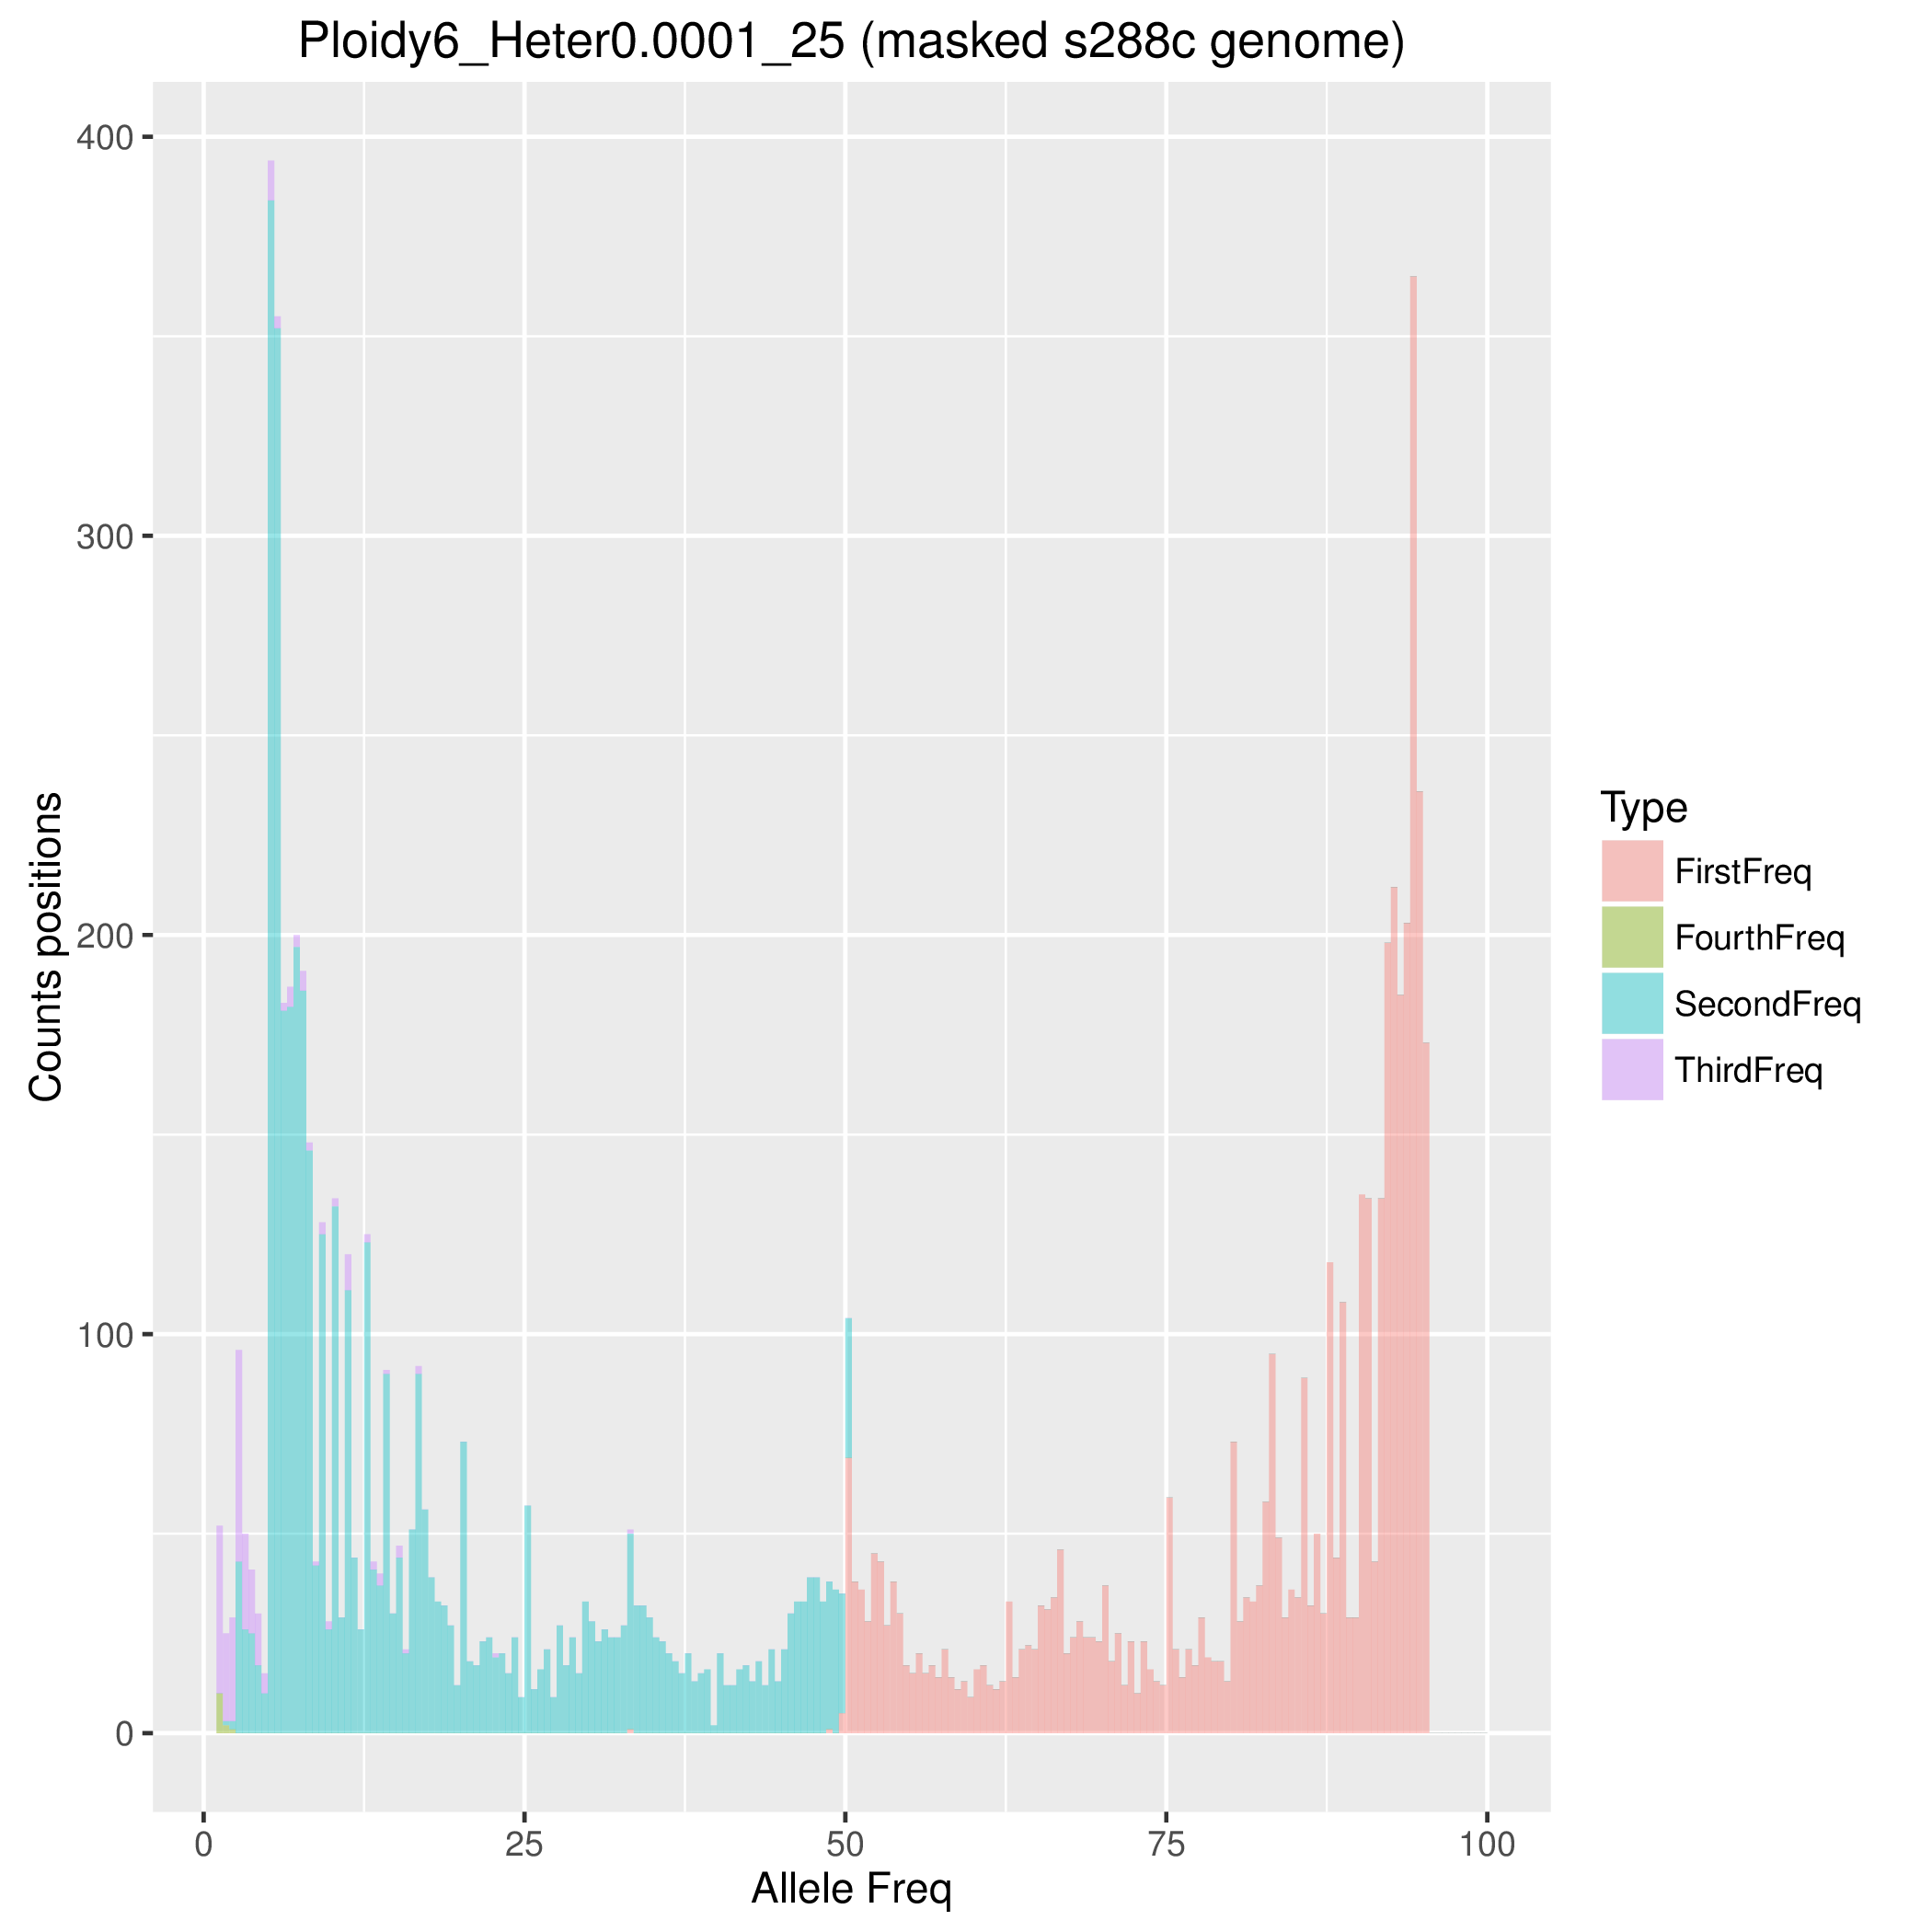 Ploidy6_Heter0.0001_25 (masked s288c genome)
400
300
200
100
0
Counts positions
0 25 50 75 100
Allele Freq
Type
FirstFreq
FourthFreq
SecondFreq
ThirdFreq